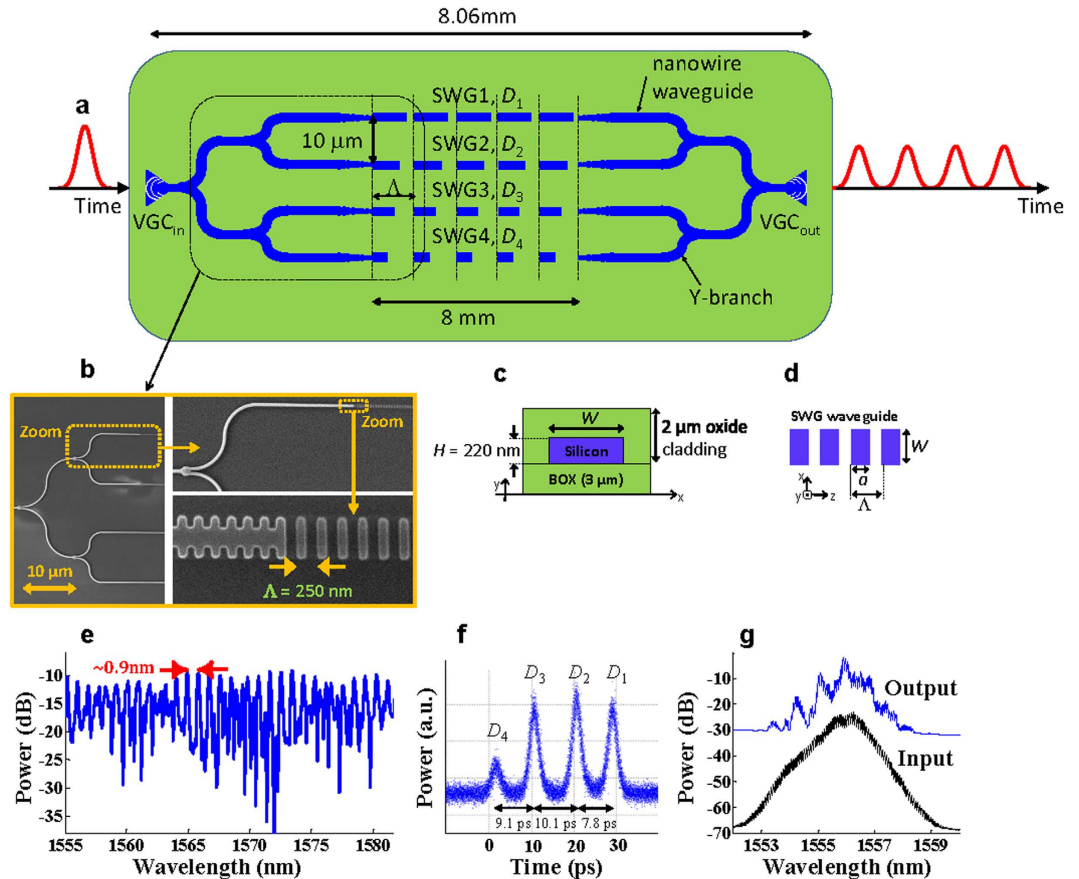 8.06mm
a
nanowire
waveguide
SWG1, D1
10 μm
SWG2, D2
Λ
SWG3, D3
SWG4, D4
Time
VGCin
VGCout
Time
Y-branch
8 mm
b
Zoom
Zoom
10 μm
Λ = 250 nm
c
W
H = 220 nm
Silicon
2 μm oxide
cladding
BOX (3 μm)
y
x
d
SWG waveguide
W
a
x
y
z
Λ
e
~0.9nm
Power (dB)
-10
-15
-20
-25
-30
-35
1555 1560 1565 1570 1575 1580
Wavelength (nm)
f
Power (a.u.)
D4
D3
D2
D1
9.1 ps 10.1 ps 7.8 ps
0 10 20 30
Time (ps)
g
Power (dB)
-10
-20
-30
-40
-50
-60
-70
Output
Input
1553 1555 1557 1559
Wavelength (nm)